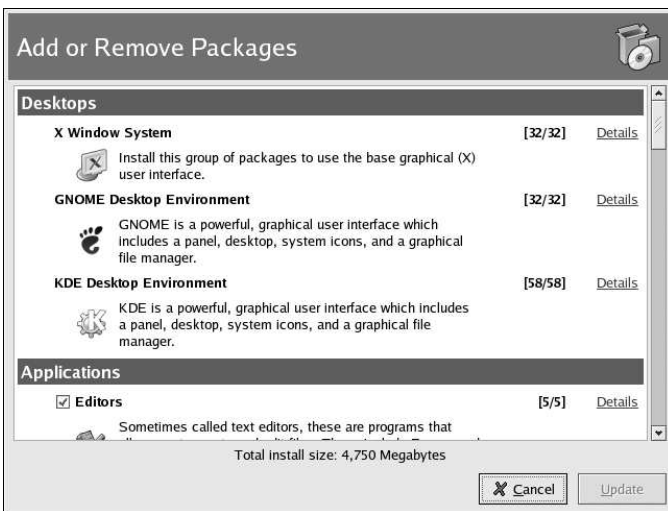 Add or Remove Packages
Desktops
X Window System [32/32] Details
Install this group of packages to use the base graphical (X)
user interface.
GNOME Desktop Environment [32/32] Details
GNOME is a powerful, graphical user interface which
includes a panel, desktop, system icons, and a graphical
file manager.
KDE Desktop Environment [58/58] Details
KDE is a powerful, graphical user interface which includes
a panel, desktop, system icons, and a graphical file
manager.
Applications
Editors [5/5] Details
Sometimes called text editors, these are programs that
Total install size: 4,750 Megabytes
Cancel Update